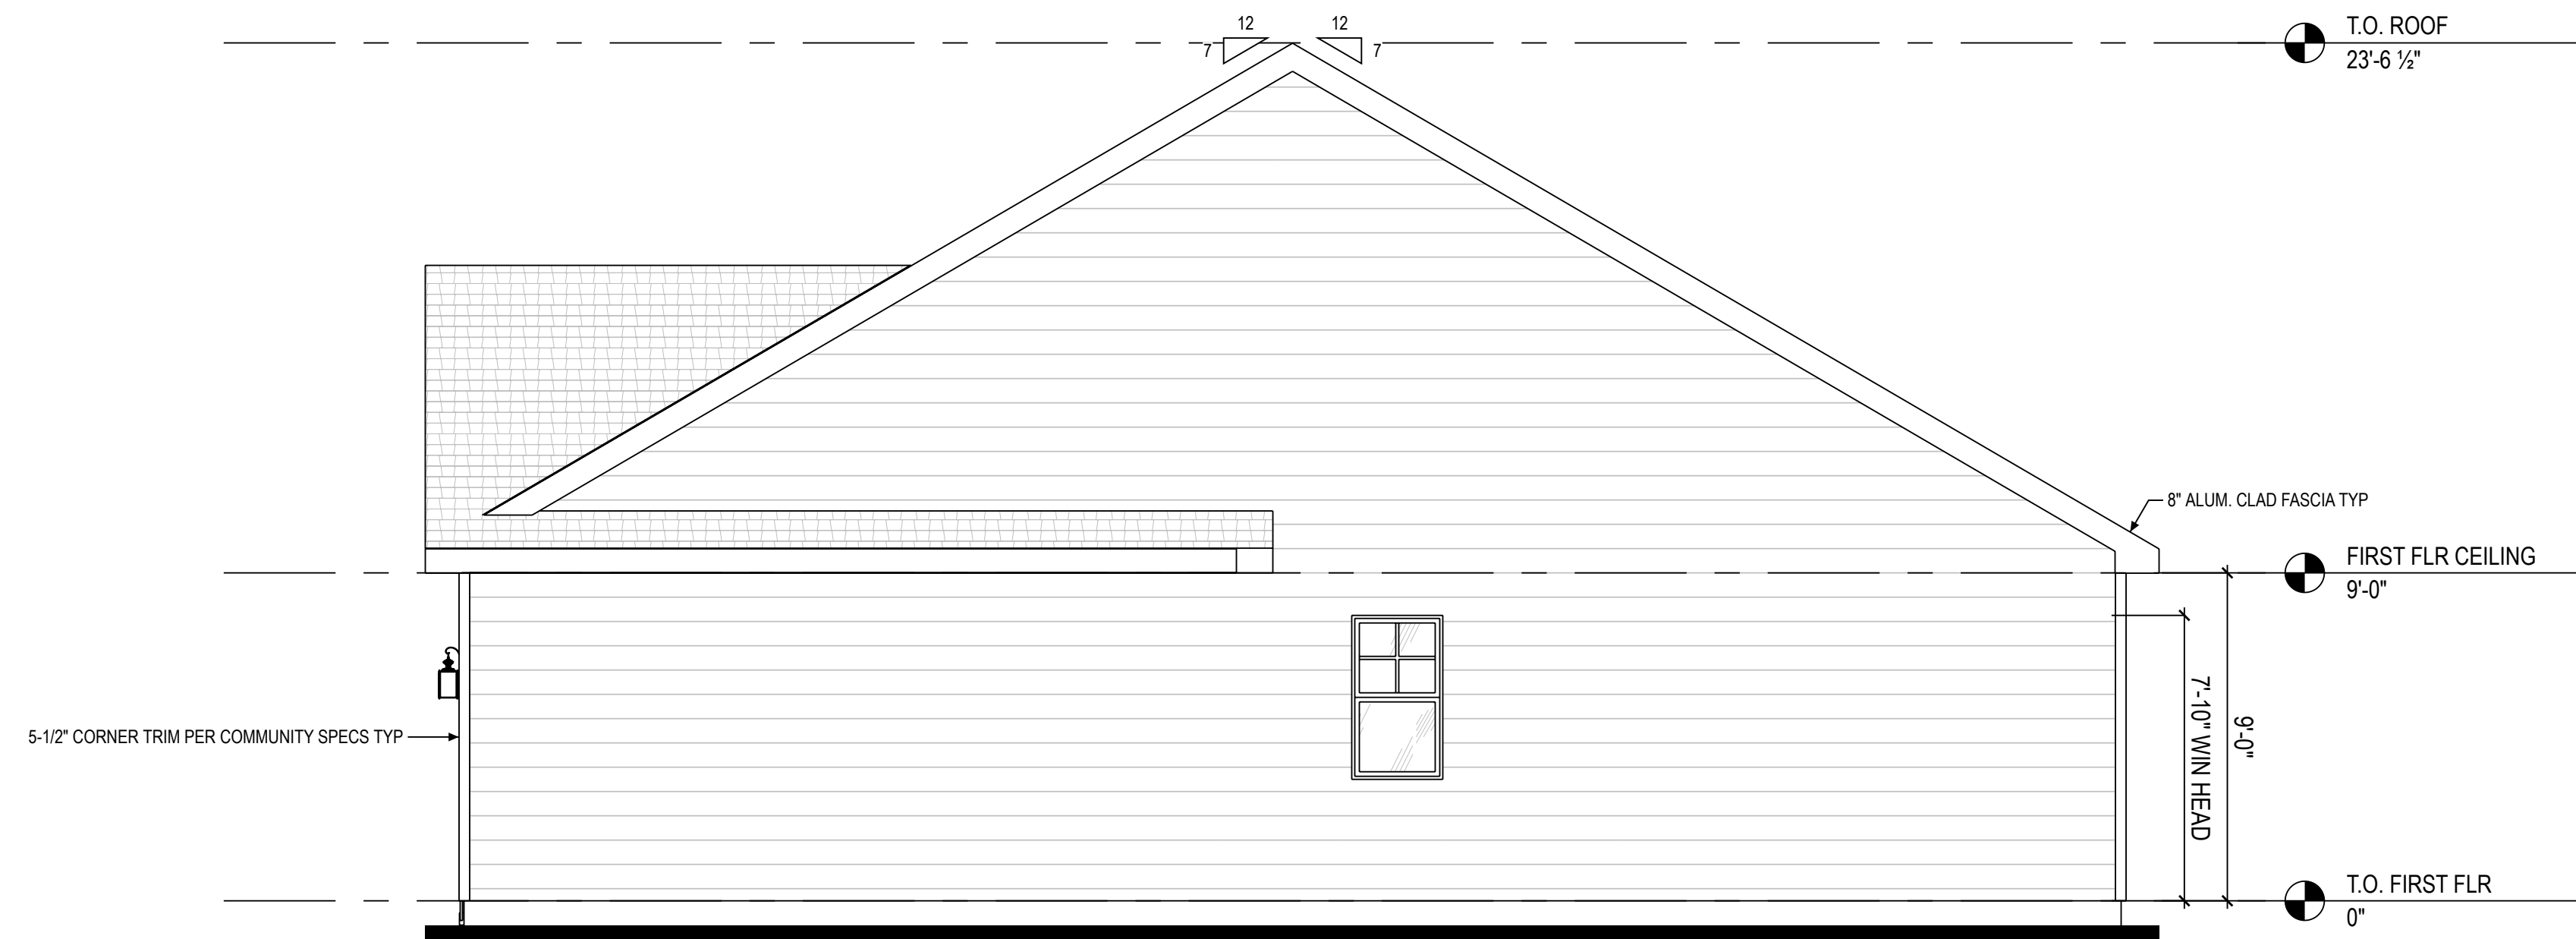 12
12
7
7
T.O. ROOF
23'-6 ½"
8" ALUM. CLAD FASCIA TYP
FIRST FLR CEILING
9'-0"
7'-10" WIN HEAD
9'-0"
5-1/2" CORNER TRIM PER COMMUNITY SPECS TYP
T.O. FIRST FLR
0"